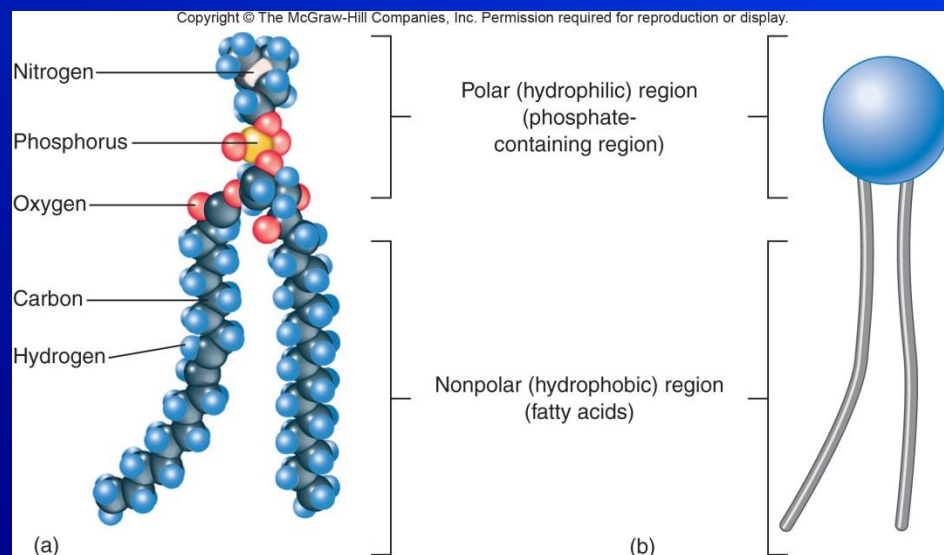 Copyright © The McGraw-Hill Companies, Inc. Permission required for reproduction or display.
Nitrogen
Phosphorus
Oxygen
Carbon
Hydrogen
Polar (hydrophilic) region
(phosphate-
containing region)
Nonpolar (hydrophobic) region
(fatty acids)
(a)
(b)